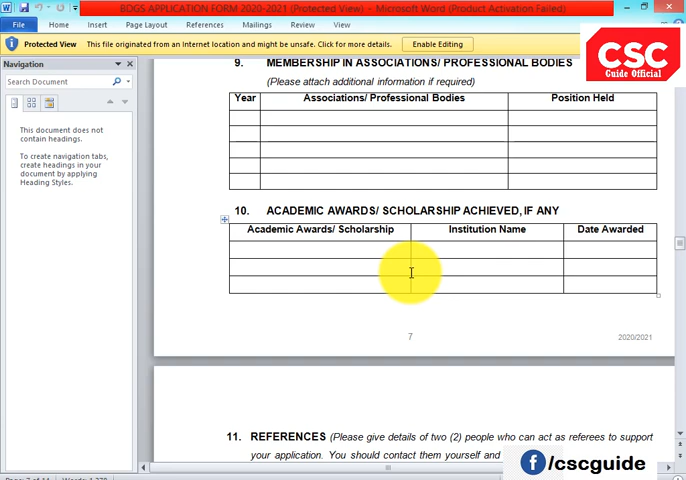 BDGS APPLICATION FORM 2020-2021 (Protected View) – Microsoft Word (Product Activation Failed)
File Home Insert Page Layout References Mailings Review View
Protected View This file originated from an Internet location and might be unsafe. Click for more details. Enable Editing
CSC
Guide Official
Navigation
Search Document
This document does not
contain headings.
To create navigation tabs,
create headings in your
document by applying
Heading Styles.
9. MEMBERSHIP IN ASSOCIATIONS/ PROFESSIONAL BODIES
(Please attach additional information if required)
Year Associations/ Professional Bodies Position Held
10. ACADEMIC AWARDS/ SCHOLARSHIP ACHIEVED, IF ANY
Academic Awards/ Scholarship Institution Name Date Awarded
7
2020/2021
11. REFERENCES (Please give details of two (2) people who can act as referees to support
your application. You should contact them yourself and
/cscguide